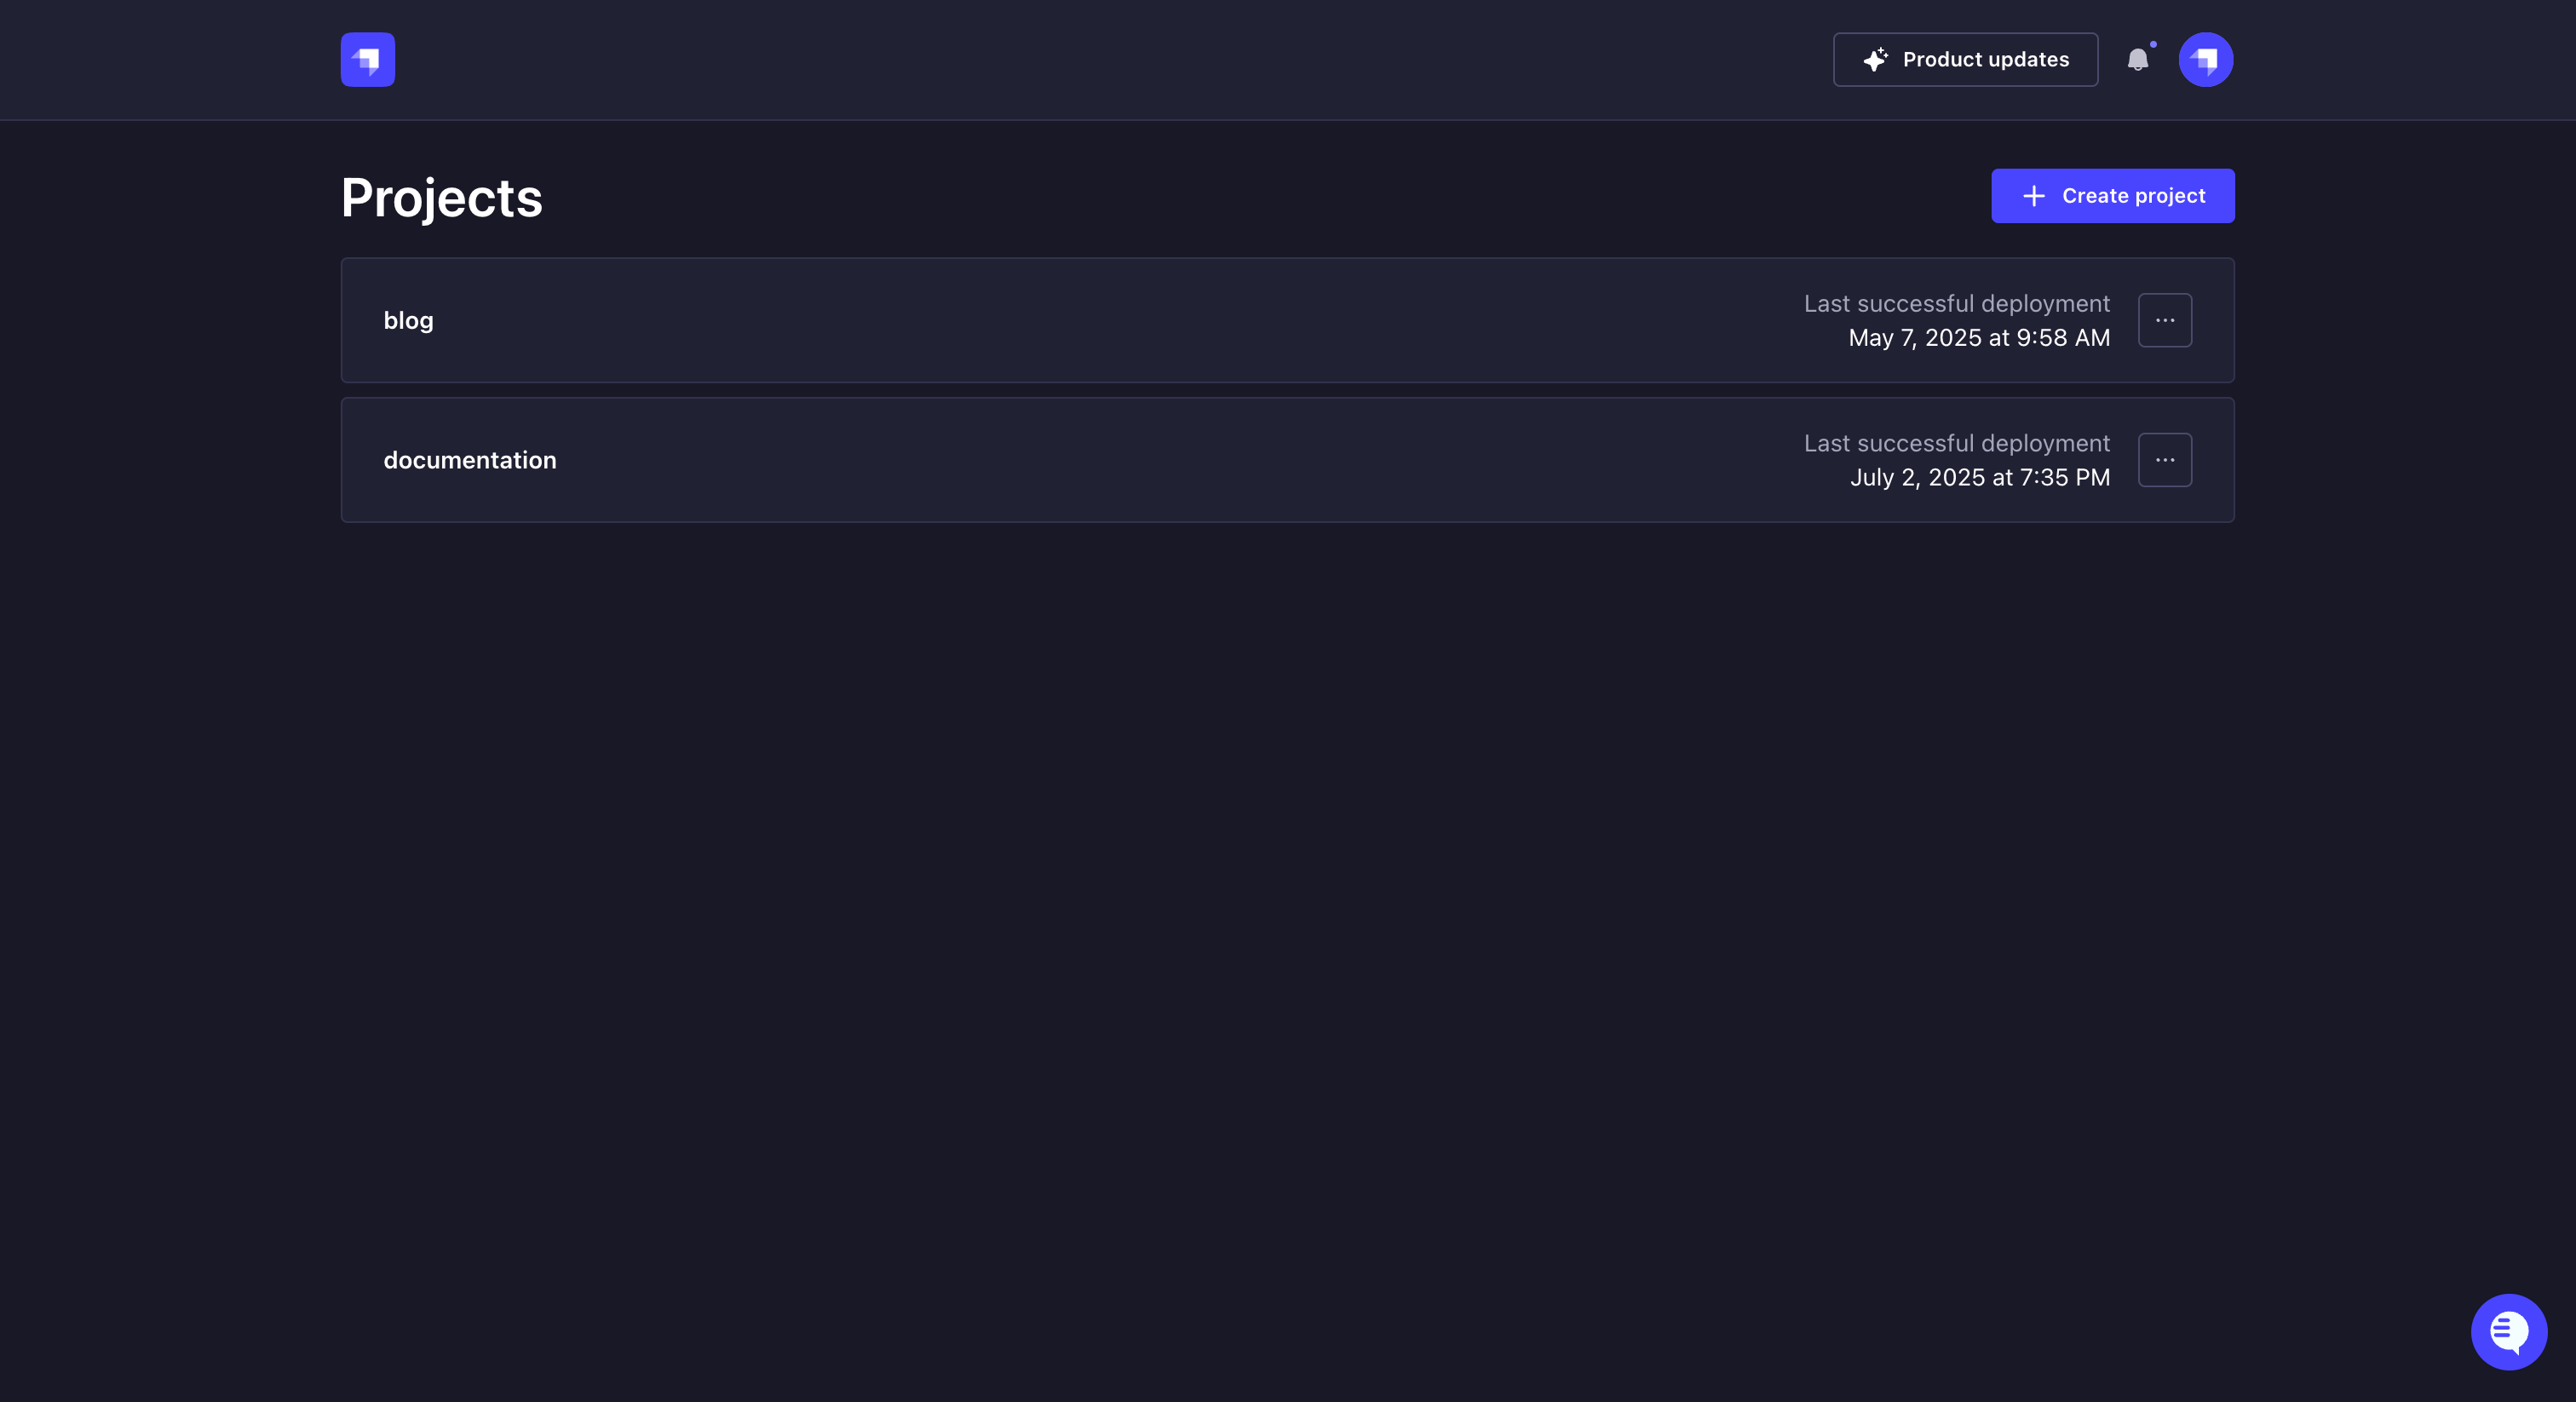 Product updates
Projects
Create project
blog
Last successful deployment
May 7, 2025 at 9:58 AM
documentation
Last successful deployment
July 2, 2025 at 7:35 PM